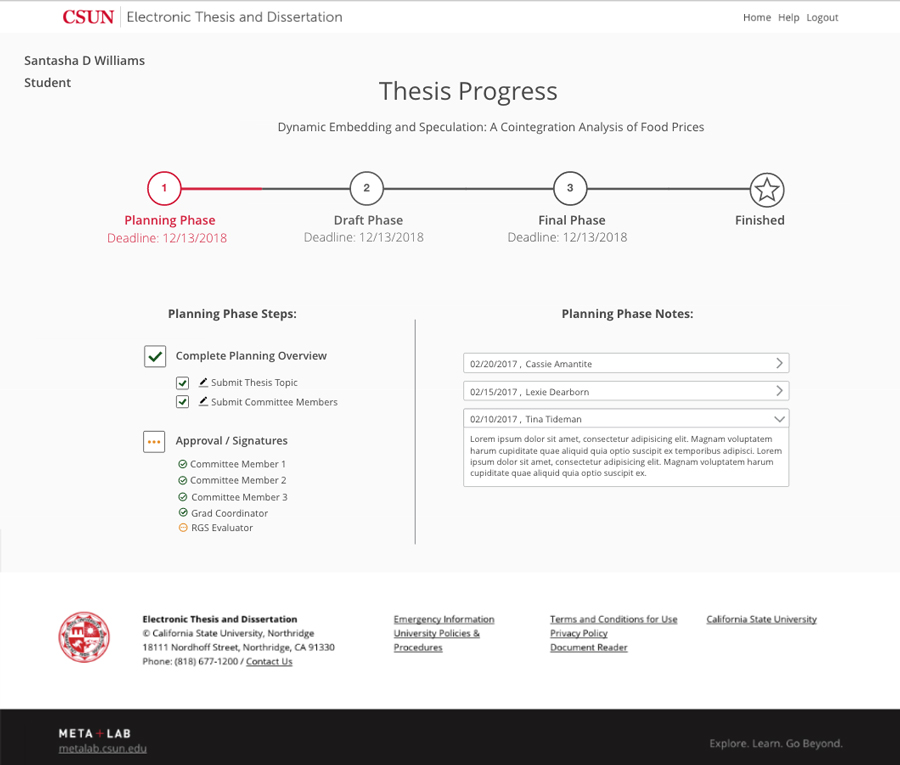 CSUN Electronic Thesis and Dissertation
Home Help Logout
Santasha D Williams
Student
Thesis Progress
Dynamic Embedding and Speculation: A Cointegration Analysis of Food Prices
1 2 3
Planning Phase Draft Phase Final Phase Finished
Deadline: 12/13/2018 Deadline: 12/13/2018 Deadline: 12/13/2018
Planning Phase Steps:
Complete Planning Overview
Submit Thesis Topic
Submit Committee Members
Approval / Signatures
Committee Member 1
Committee Member 2
Committee Member 3
Grad Coordinator
RGS Evaluator
Planning Phase Notes:
02/20/2017 , Cassie Amantite
02/15/2017 , Lexie Dearborn
02/10/2017 , Tina Tideman
Lorem ipsum dolor sit amet, consectetur adipisicing elit. Magnam voluptatem
harum cupiditate quae aliquid quia optio suscipit ex temporibus adipisci. Lorem
ipsum dolor sit amet, consectetur adipisicing elit. Magnam voluptatem harum
cupiditate quae aliquid quia optio suscipit ex.
Electronic Thesis and Dissertation
© California State University, Northridge
18111 Nordhoff Street, Northridge, CA 91330
Phone: (818) 677-1200 / Contact Us
Emergency Information
University Policies &
Procedures
Terms and Conditions for Use
Privacy Policy
Document Reader
California State University
META+LAB
metalab.csun.edu
Explore. Learn. Go Beyond.